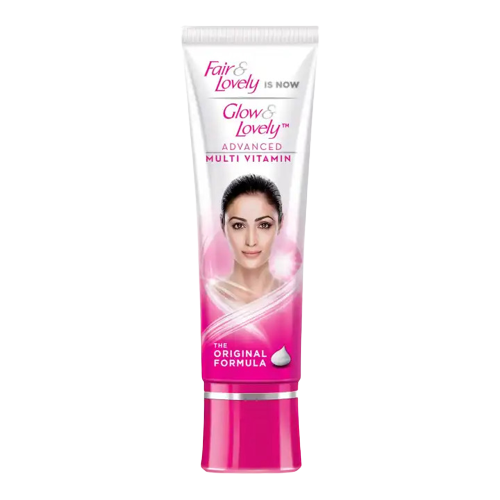 Fair &
Lovely IS NOW
Glow &
Lovely™
ADVANCED
MULTI VITAMIN
THE
ORIGINAL
FORMULA